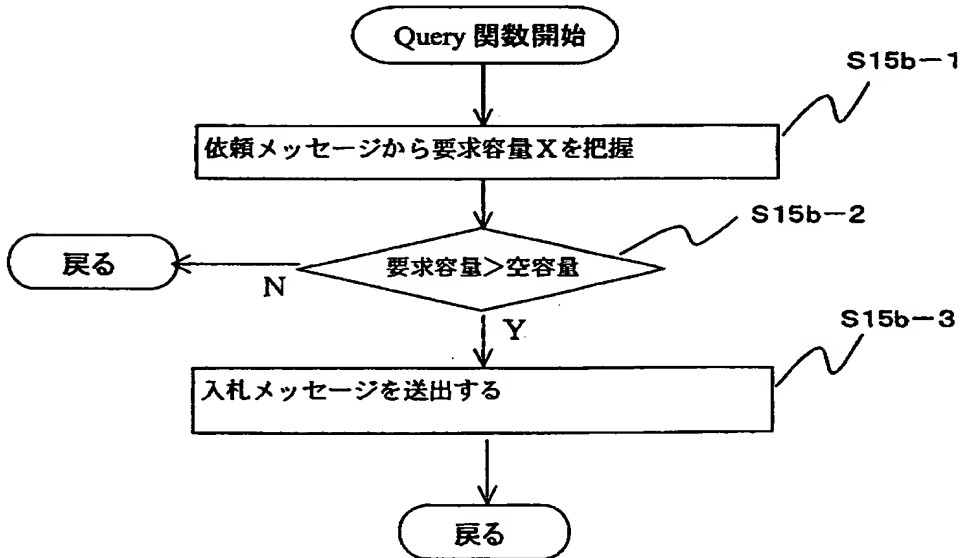 Query 関数開始
S15b-1
依頼メッセージから要求容量Xを把握
S15b-2
要求容量>空容量
戻る
N
Y
S15b-3
入札メッセージを送出する
戻る